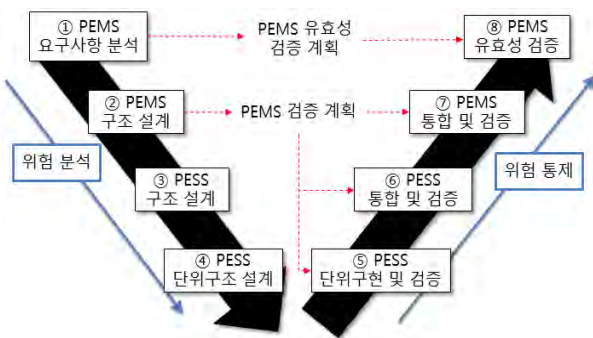 ① PEMS
요구사항 분석
PEMS 유효성
검증 계획
⑧ PEMS
유효성 검증
② PEMS
구조 설계
PEMS 검증 계획
⑦ PEMS
통합 및 검증
위험 분석
③ PESS
구조 설계
⑥ PESS
통합 및 검증
위험 통제
④ PESS
단위구조 설계
⑤ PESS
단위구현 및 검증